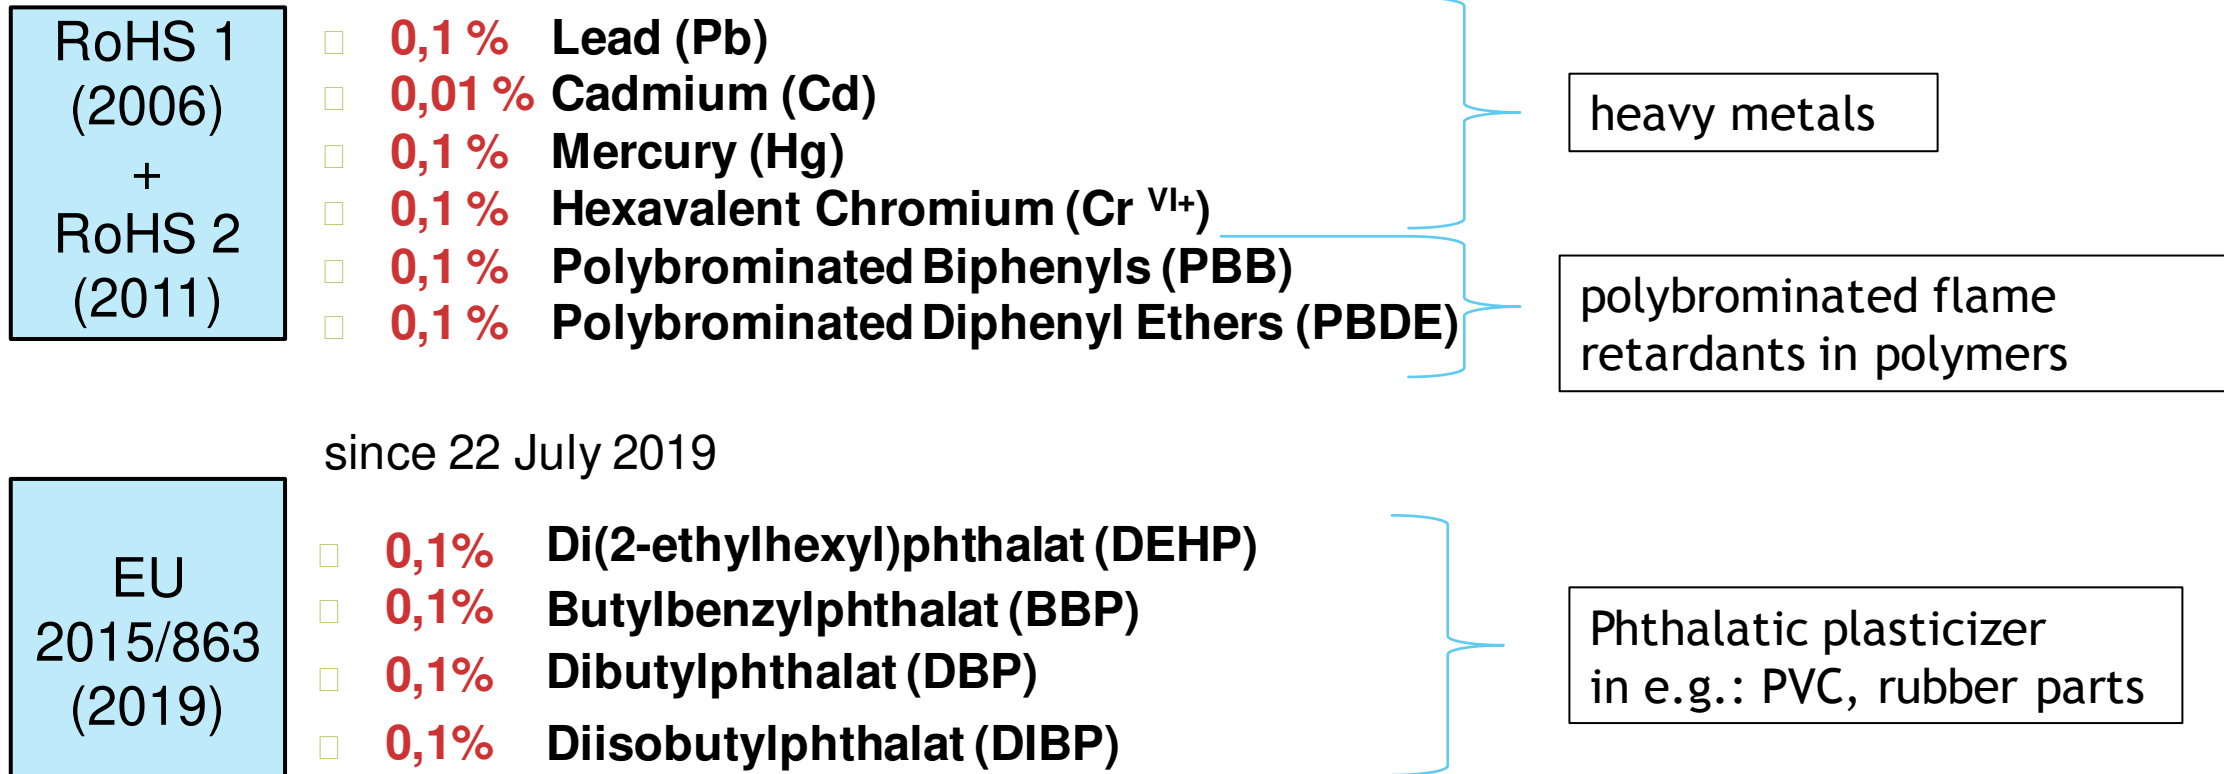 RoHS 1
(2006)
+
RoHS 2
(2011)
0,1 % Lead (Pb)
0,01 % Cadmium (Cd)
0,1 % Mercury (Hg)
0,1 % Hexavalent Chromium (Cr VI+)
0,1 % Polybrominated Biphenyls (PBB)
0,1 % Polybrominated Diphenyl Ethers (PBDE)
heavy metals
polybrominated flame
retardants in polymers
since 22 July 2019
EU
2015/863
(2019)
0,1% Di(2-ethylhexyl)phthalat (DEHP)
0,1% Butylbenzylphthalat (BBP)
0,1% Dibutylphthalat (DBP)
0,1% Diisobutylphthalat (DIBP)
Phthalatic plasticizer
in e.g.: PVC, rubber parts